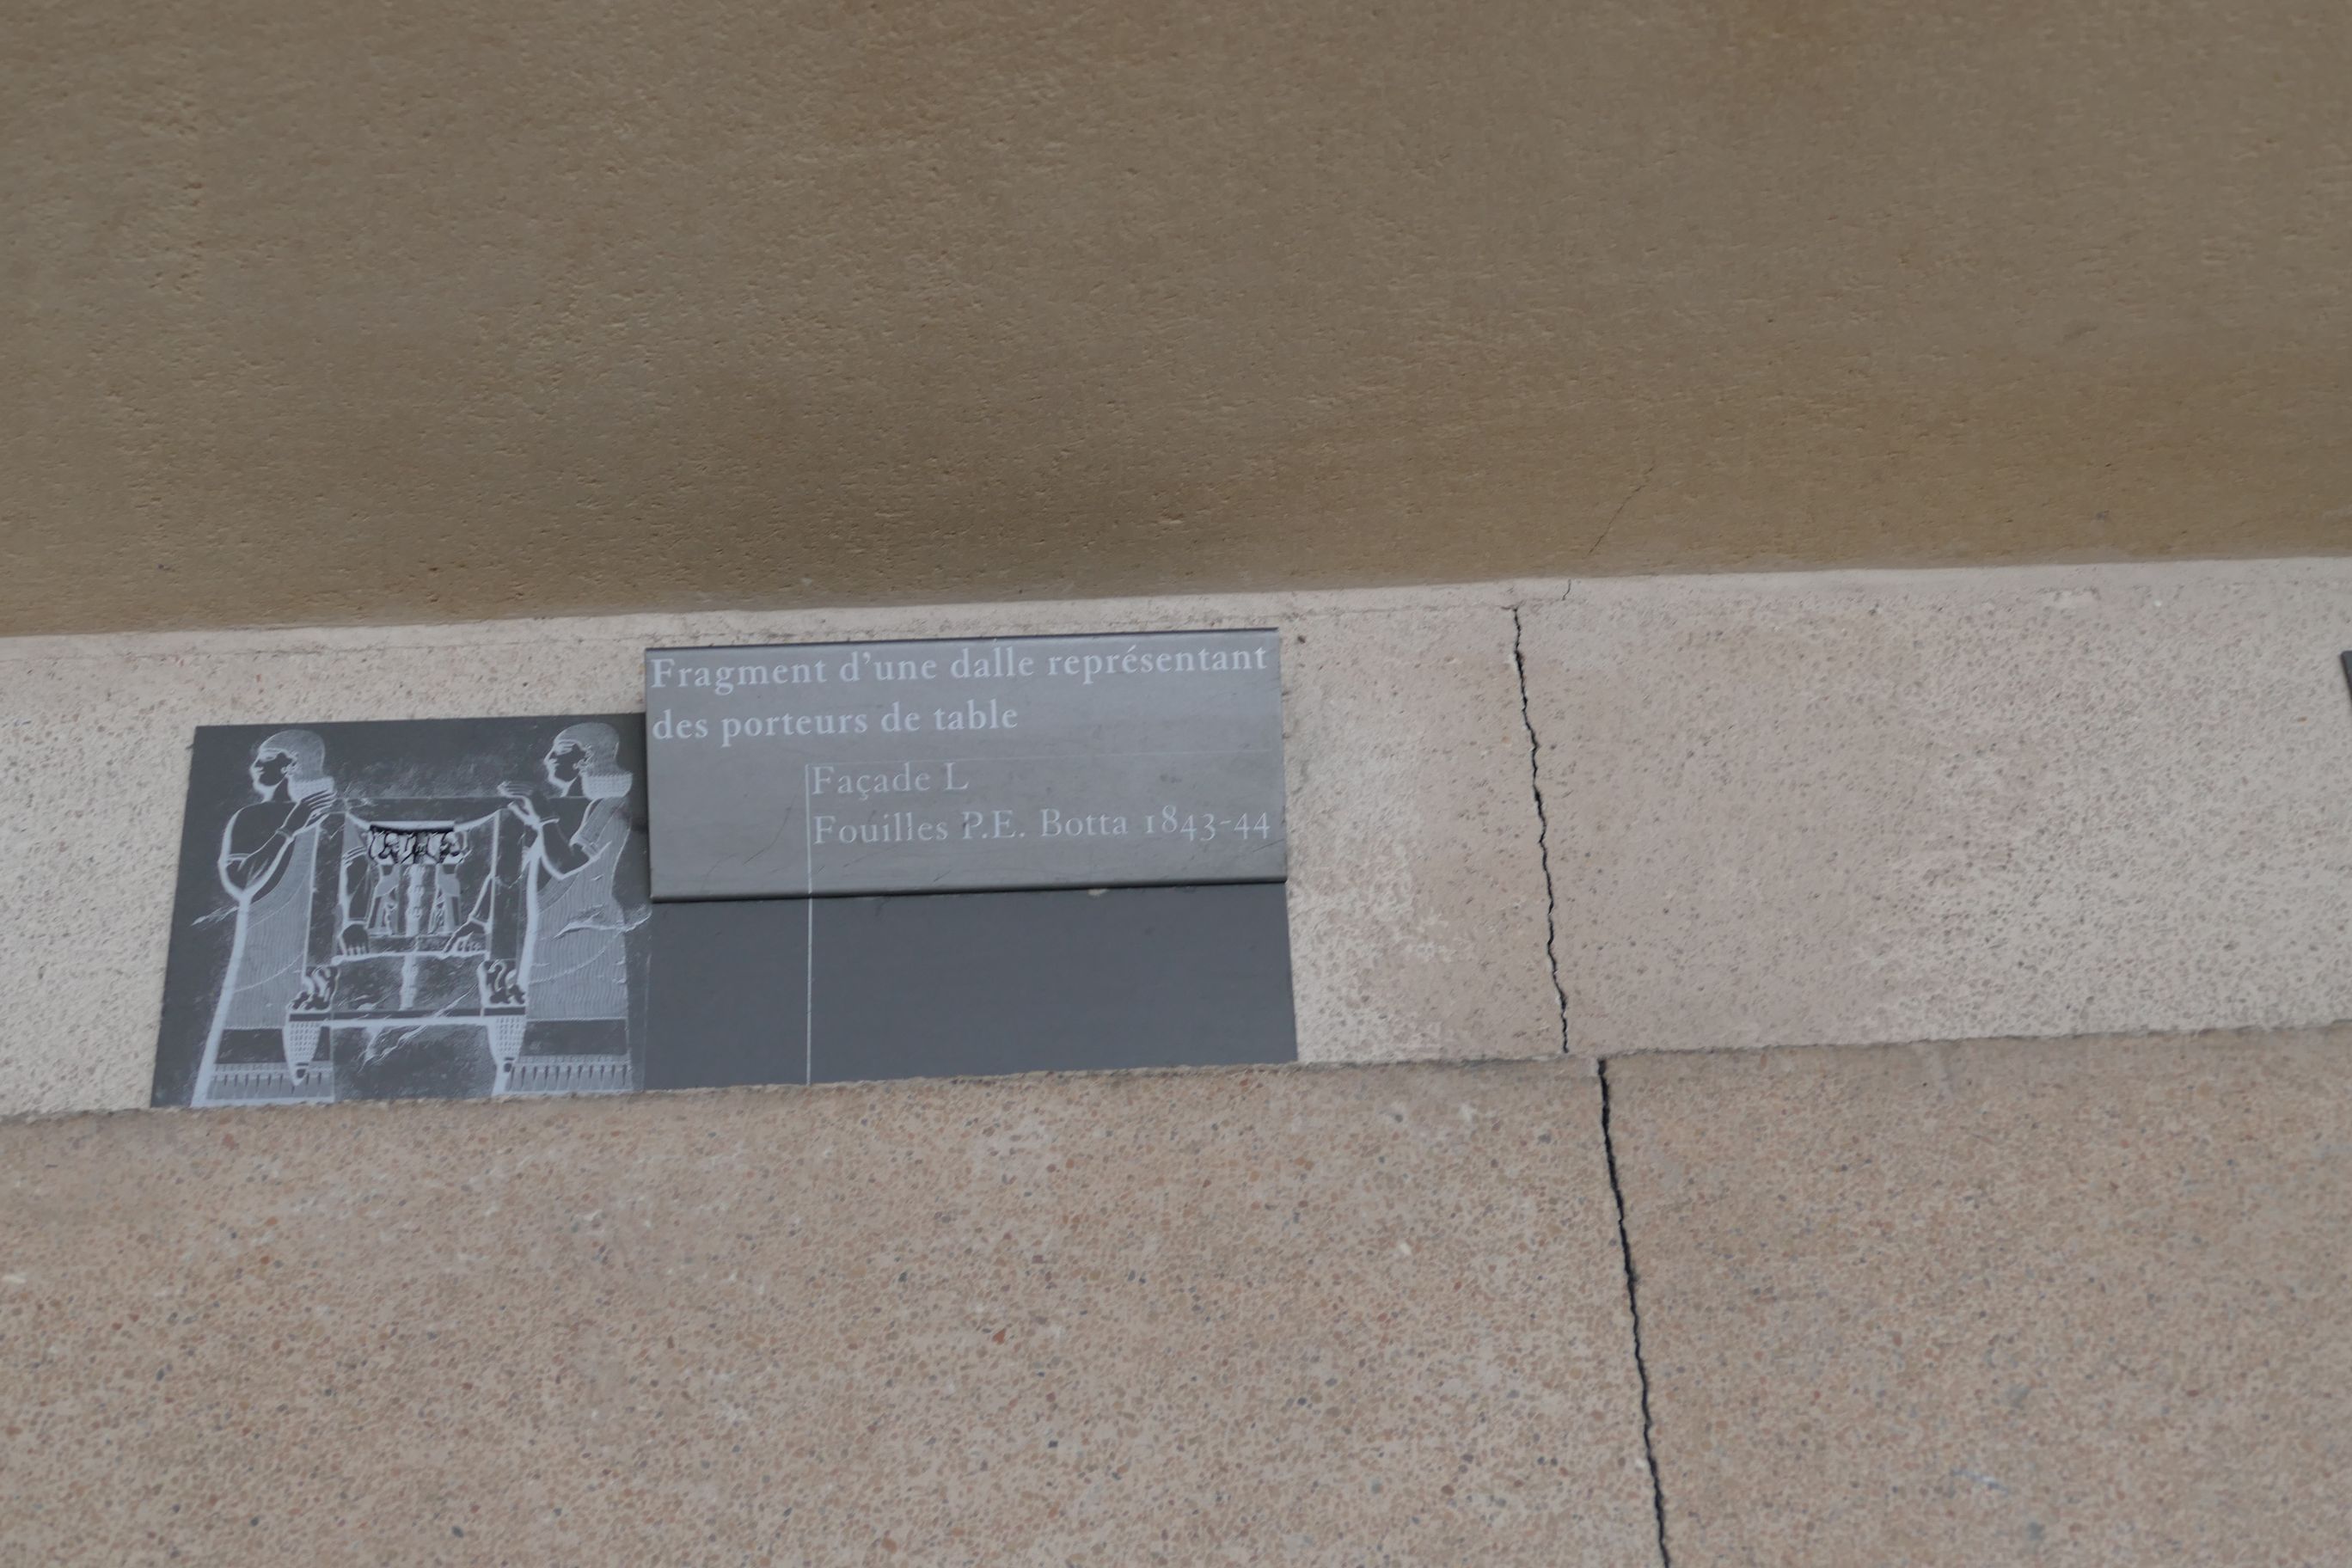 Fragment d'une dalle représentant
des porteurs de table
Façade L
Fouilles P.E. Botta 1843-44